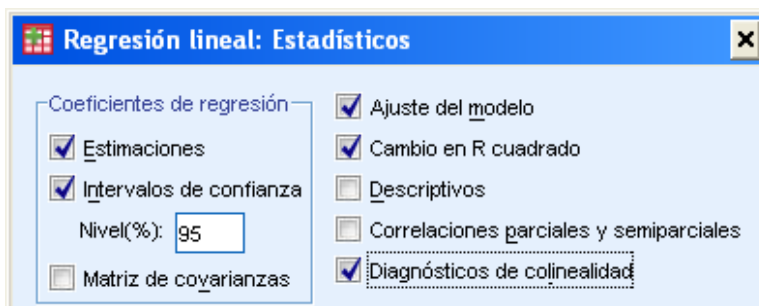 Regresión lineal: Estadísticos
Coeficientes de regresión
Estimaciones
Intervalos de confianza
Nivel(%): 95
Matriz de covarianzas
Ajuste del modelo
Cambio en R cuadrado
Descriptivos
Correlaciones parciales y semiparciales
Diagnósticos de colinealidad